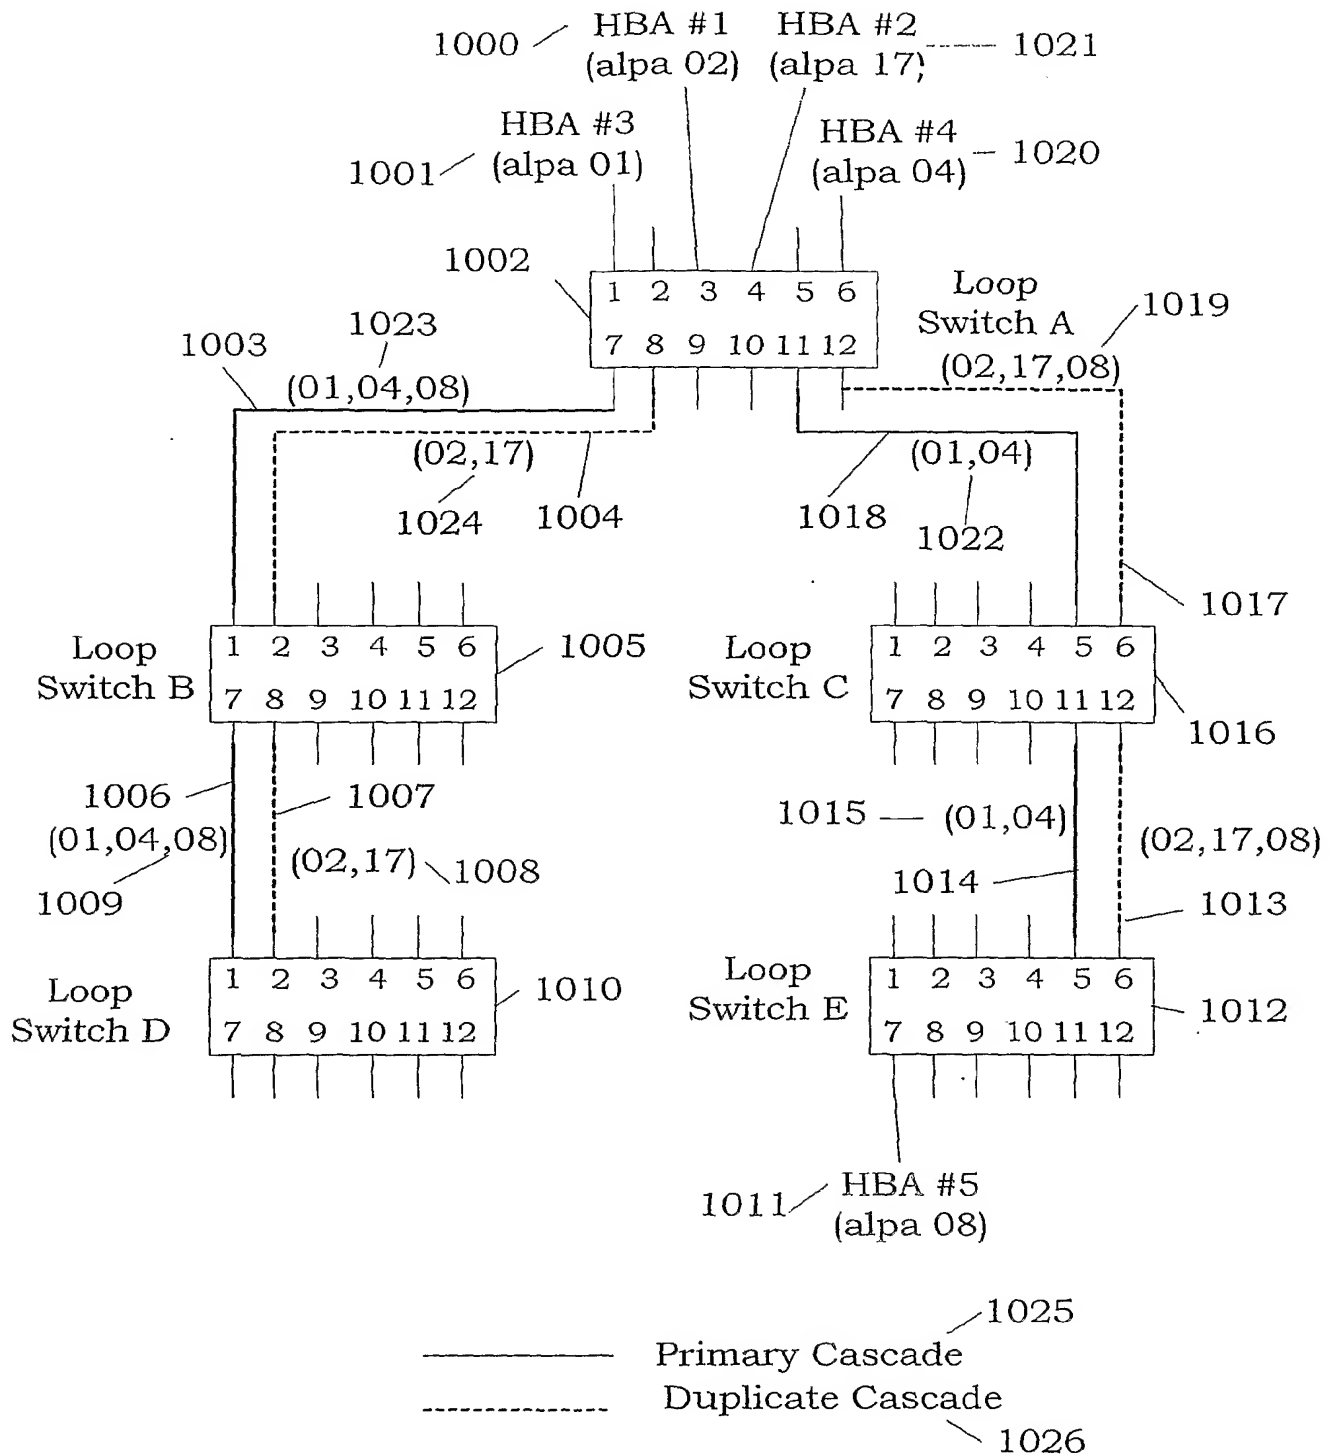 1000
HBA #1
(alpa 02)
HBA #2
(alpa 17)
1021
HBA #3
(alpa 01)
1001
HBA #4
(alpa 04)
1020
1002
1 2 3 4 5 6
7 8 9 10 11 12
Loop
Switch A
1019
(02,17,08)
1023
1003
(01,04,08)
(02,17)
1024
1004
(01,04)
1018
1022
1017
Loop
Switch B
1 2 3 4 5 6
7 8 9 10 11 12
1005
Loop
Switch C
1 2 3 4 5 6
7 8 9 10 11 12
1016
1006
(01,04,08)
1009
1007
(02,17)
1008
1015
(01,04)
1014
(02,17,08)
1013
Loop
Switch D
1 2 3 4 5 6
7 8 9 10 11 12
1010
Loop
Switch E
1 2 3 4 5 6
7 8 9 10 11 12
1012
1011
HBA #5
(alpa 08)
1025
Primary Cascade
Duplicate Cascade
1026